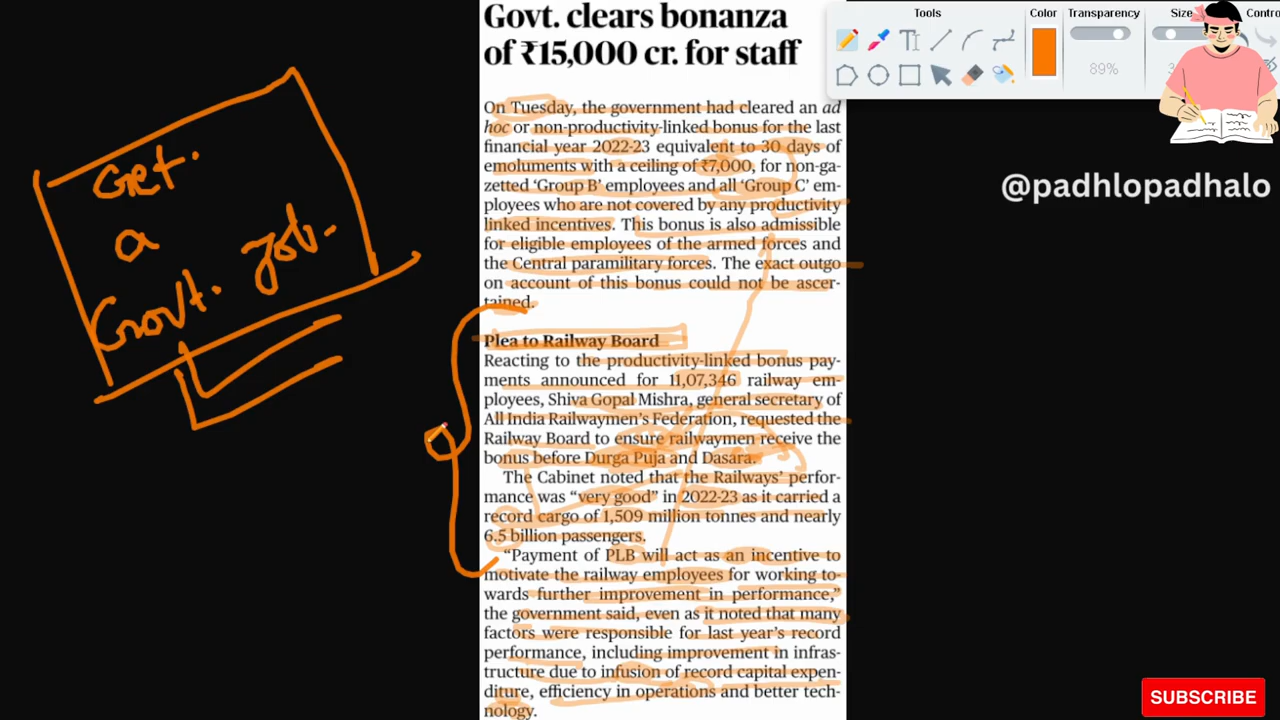 Govt. clears bonanza
of ₹15,000 cr. for staff
On Tuesday, the government had cleared an ad
hoc or non-productivity-linked bonus for the last
financial year 2022-23 equivalent to 30 days of
emoluments with a ceiling of ₹7,000, for non-ga-
zetted ‘Group B’ employees and all ‘Group C’ em-
ployees who are not covered by any productivity
linked incentives. This bonus is also admissible
for eligible employees of the armed forces and
the Central paramilitary forces. The exact outgo
on account of this bonus could not be ascer-
tained.
Plea to Railway Board
Reacting to the productivity-linked bonus pay-
ments announced for 11,07,346 railway em-
ployees, Shiva Gopal Mishra, general secretary of
All India Railwaymen’s Federation, requested the
Railway Board to ensure railwaymen receive the
bonus before Durga Puja and Dasara.
The Cabinet noted that the Railways’ perfor-
mance was “very good” in 2022-23 as it carried a
record cargo of 1,509 million tonnes and nearly
6.5 billion passengers.
“Payment of PLB will act as an incentive to
motivate the railway employees for working to-
wards further improvement in performance,”
the government said, even as it noted that many
factors were responsible for last year’s record
performance, including improvement in infras-
tructure due to infusion of record capital expen-
diture, efficiency in operations and better tech-
nology.
Get.
a
Govt. job.
Tools
Color
Transparency
Size
Contro
89%
@padhlopadhalo
SUBSCRIBE